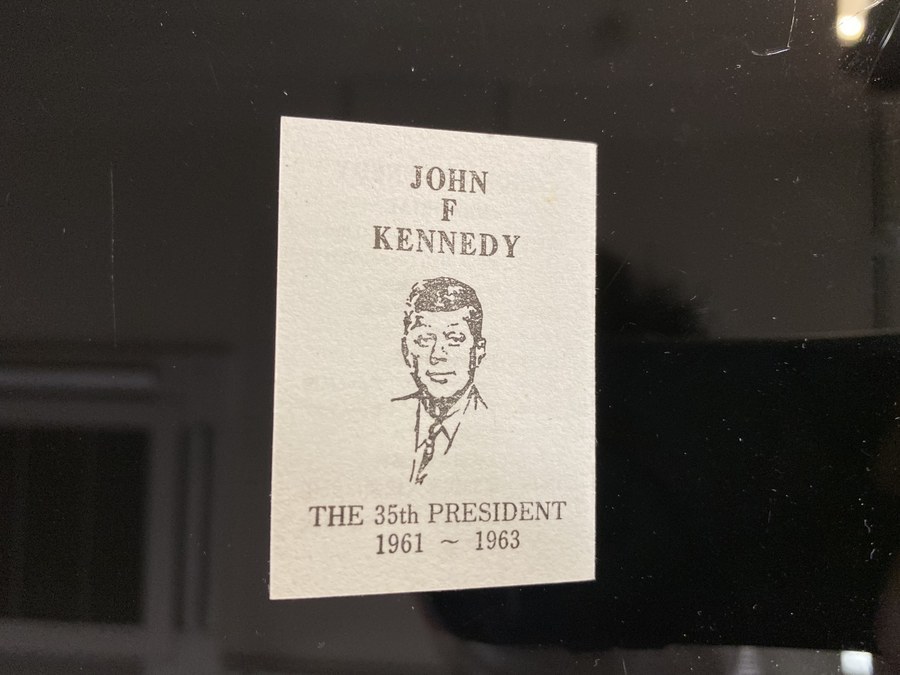 JOHN
F
KENNEDY
THE 35th PRESIDENT
1961 ~ 1963